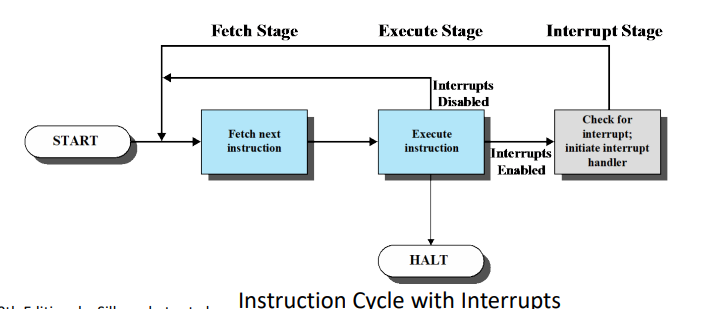 Fetch Stage
Execute Stage
Interrupt Stage
Interrupts
Disabled
START
Fetch next
instruction
Execute
instruction
Interrupts
Enabled
Check for
interrupt;
initiate interrupt
handler
HALT
Instruction Cycle with Interrupts